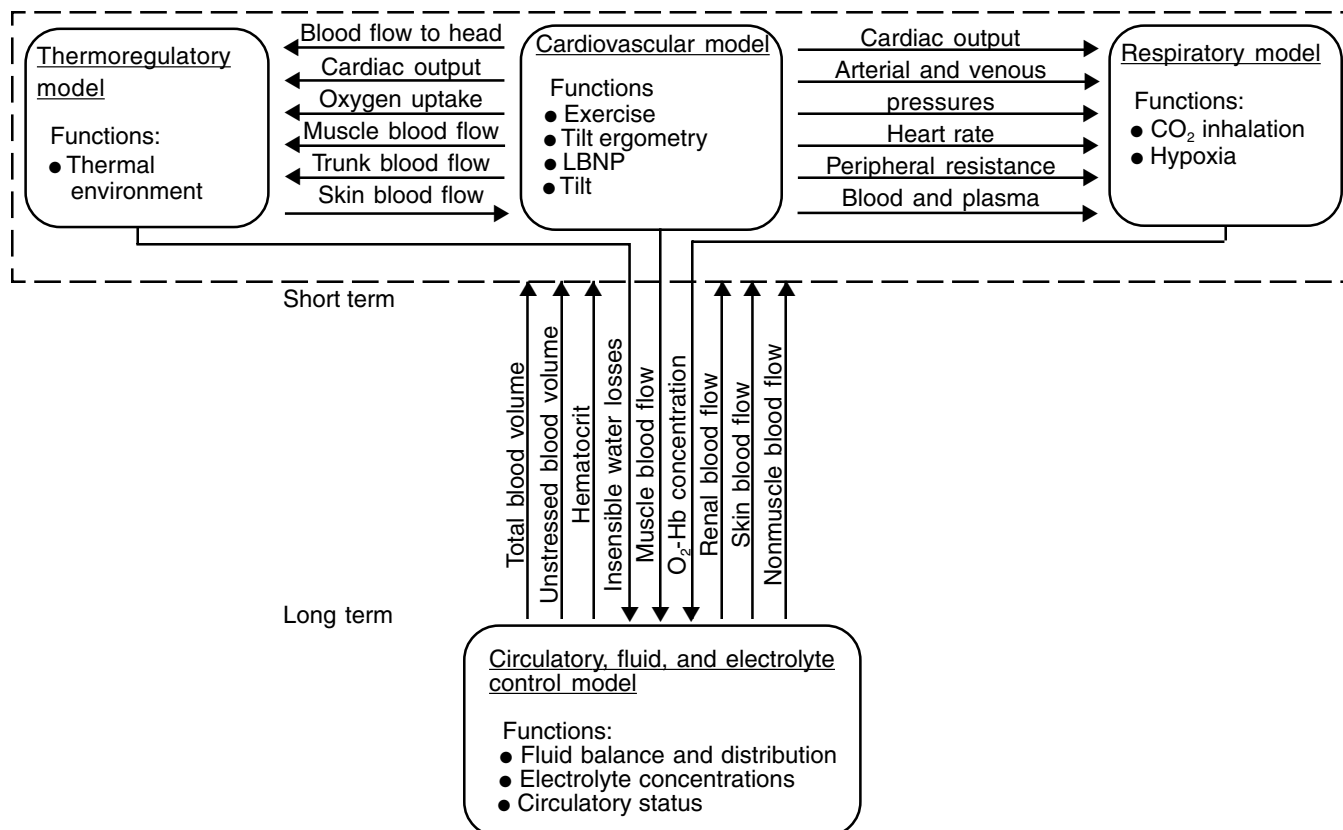 Thermoregulatory
model
Functions:
● Thermal
environment
Blood flow to head
Cardiac output
Oxygen uptake
Muscle blood flow
Trunk blood flow
Skin blood flow
Cardiovascular model
Functions
● Exercise
● Tilt ergometry
● LBNP
● Tilt
Cardiac output
Arterial and venous
pressures
Heart rate
Peripheral resistance
Blood and plasma
Respiratory model
Functions:
● CO₂ inhalation
● Hypoxia
Short term
Total blood volume
Unstressed blood volume
Hematocrit
Insensible water losses
Muscle blood flow
O₂-Hb concentration
Renal blood flow
Skin blood flow
Nonmuscle blood flow
Long term
Circulatory, fluid, and electrolyte
control model
Functions:
● Fluid balance and distribution
● Electrolyte concentrations
● Circulatory status